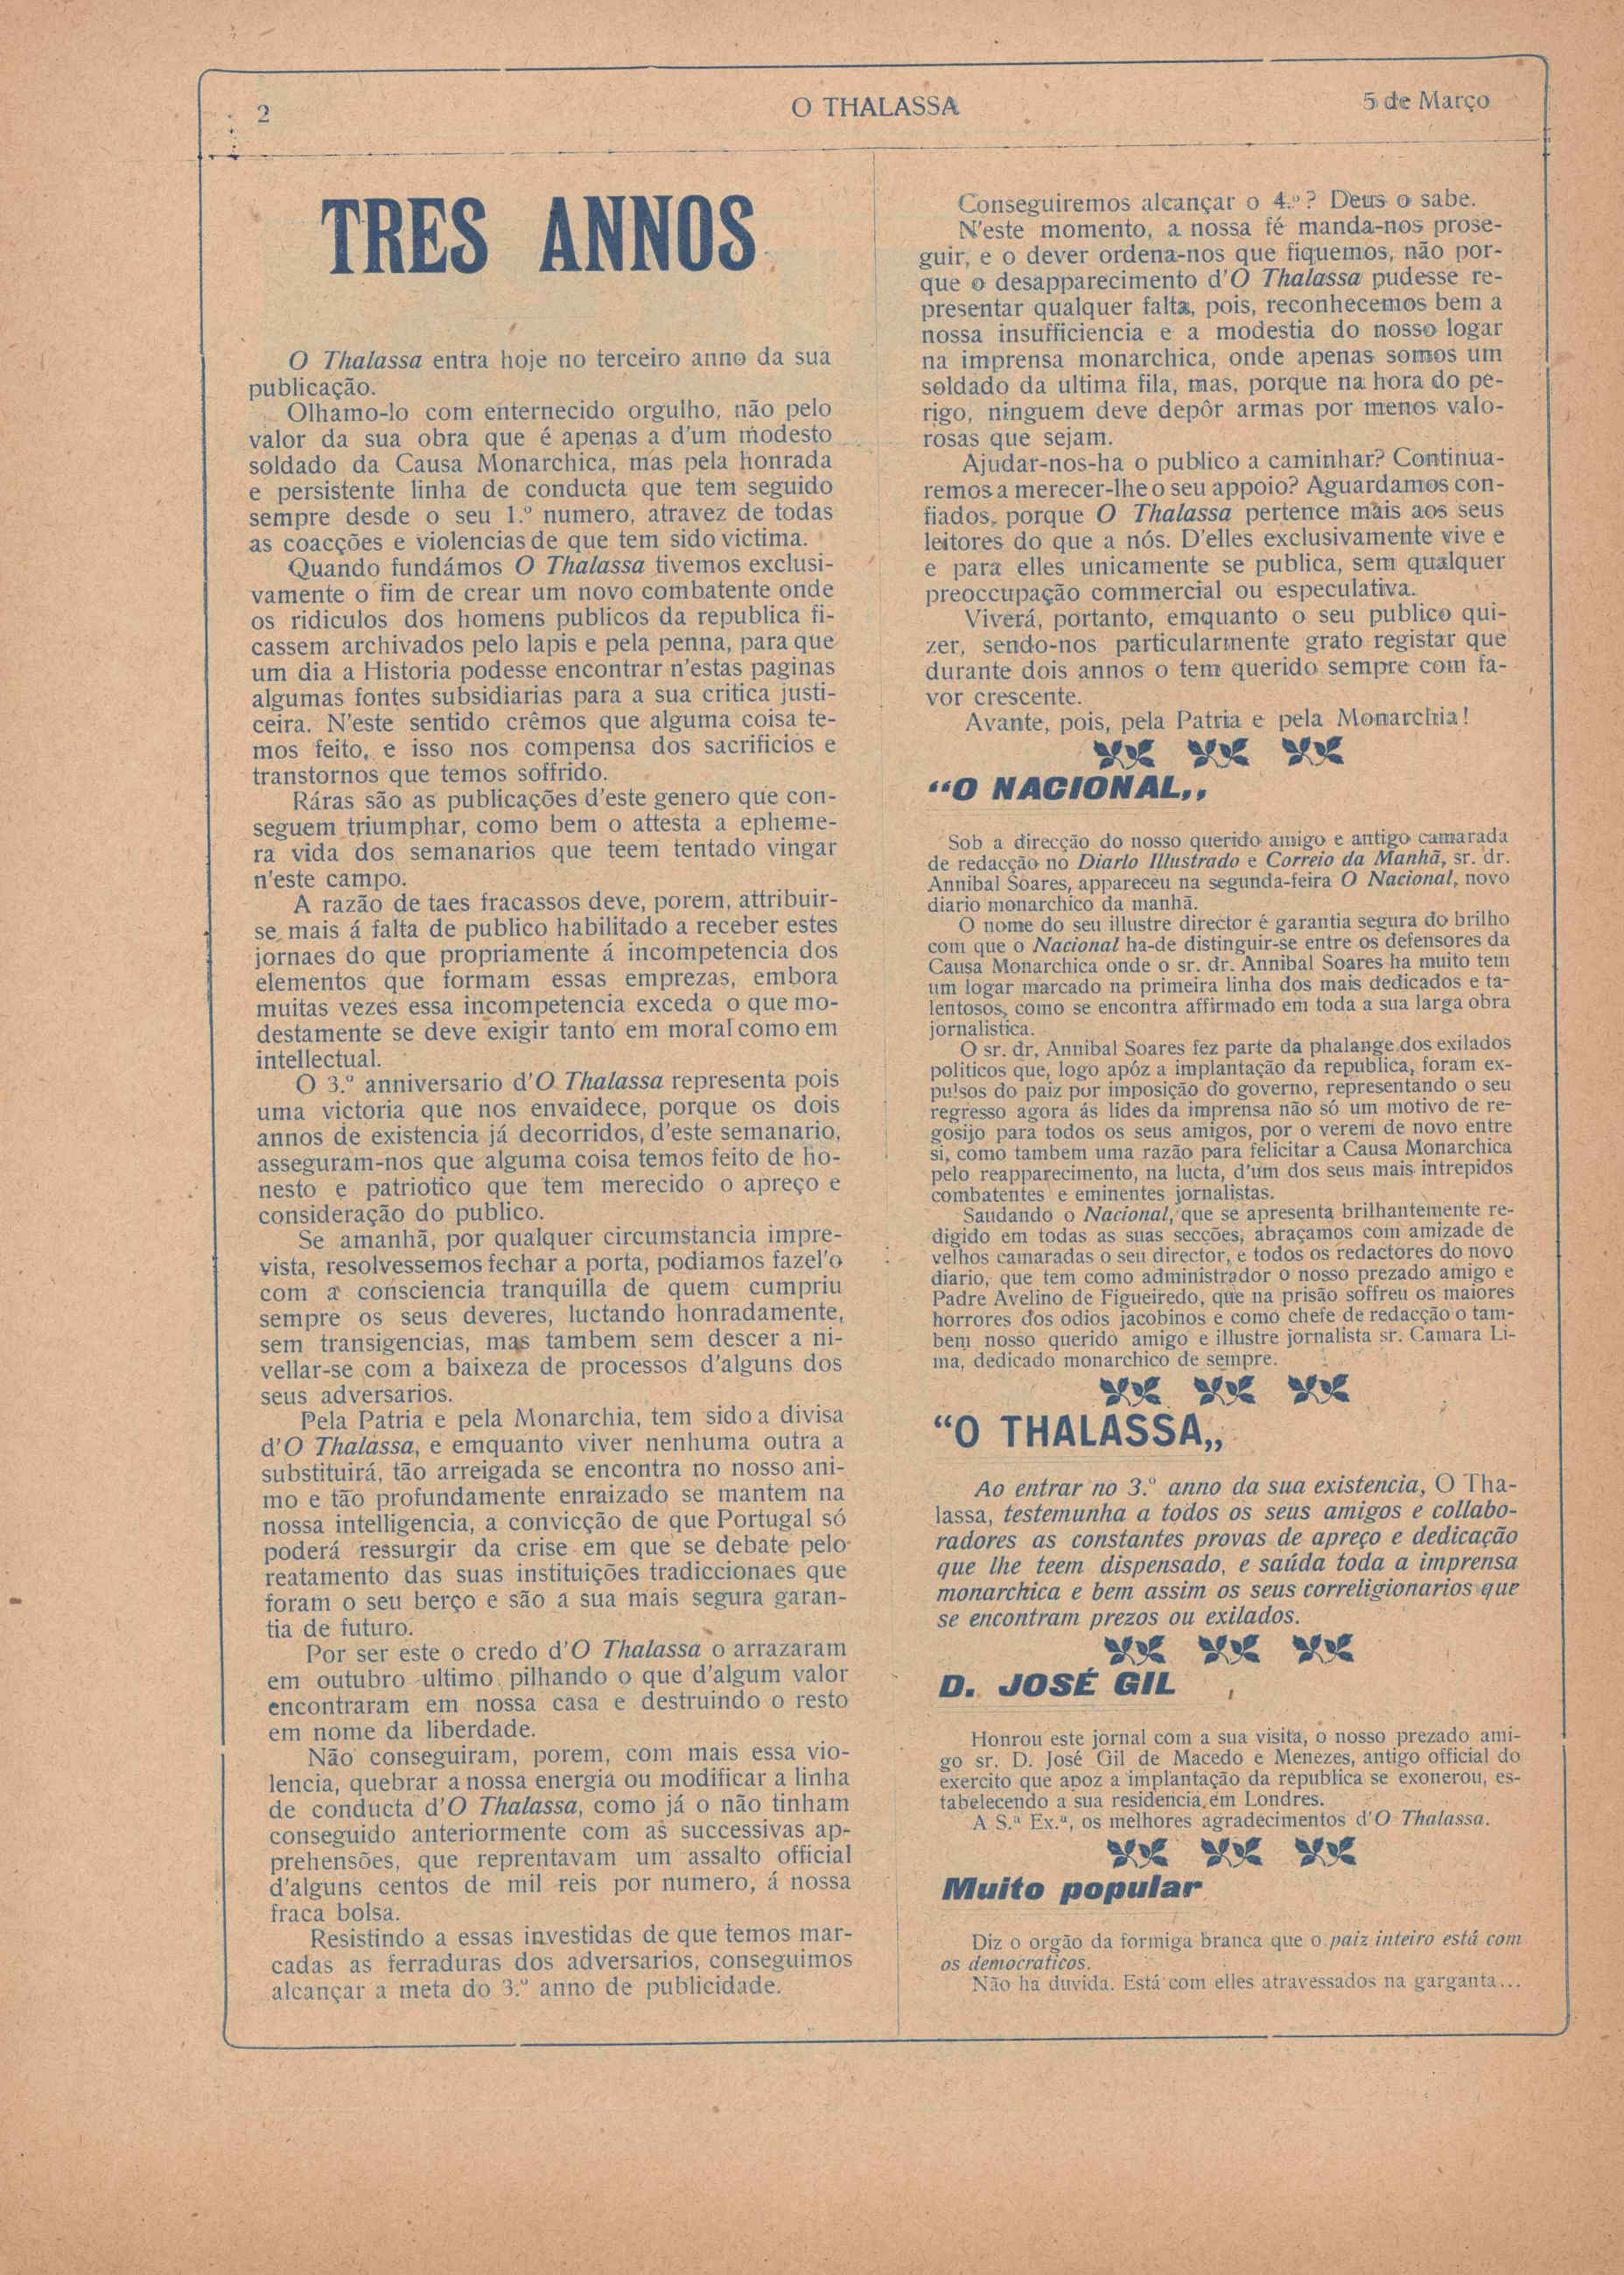 2
O THALASSA
5 de Março
TRES ANNOS
O Thalassa entra hoje no terceiro anno da sua
publicação.
Olhamo-lo com enternecido orgulho, não pelo
valor da sua obra que é apenas a d'um modesto
soldado da Causa Monarchica, mas pela honrada
e persistente linha de conducta que tem seguido
sempre desde o seu 1.º numero, atravez de todas
as coacções e violencias de que tem sido victima.
Quando fundámos O Thalassa tivemos exclusi-
vamente o fim de crear um novo combatente onde
os ridiculos dos homens publicos da republica fi-
cassem archivados pelo lapis e pela penna, para que
um dia a Historia podesse encontrar n'estas paginas
algumas fontes subsidiarias para a sua critica justi-
ceira. N'este sentido crêmos que alguma coisa te-
mos feito, e isso nos compensa dos sacrificios e
transtornos que temos soffrido.
Ráras são as publicações d'este genero que con-
seguem triumphar, como bem o attesta a epheme-
ra vida dos semanarios que teem tentado vingar
n'este campo.
A razão de taes fracassos deve, porem, attribuir-
se mais á falta de publico habilitado a receber estes
jornaes do que propriamente á incompetencia dos
elementos que formam essas emprezas, embora
muitas vezes essa incompetencia exceda o que mo-
destamente se deve exigir tanto em moral como em
intellectual.
O 3.º anniversario d'O Thalassa representa pois
uma victoria que nos envaidece, porque os dois
annos de existencia já decorridos, d'este semanario,
asseguram-nos que alguma coisa temos feito de ho-
nesto e patriotico que tem merecido o apreço e
consideração do publico.
Se amanhã, por qualquer circumstancia impre-
vista, resolvessemos fechar a porta, podiamos fazel'o
com a consciencia tranquilla de quem cumpriu
sempre os seus deveres, luctando honradamente,
sem transigencias, mas tambem sem descer a ni-
vellar-se com a baixeza de processos d'alguns dos
seus adversarios.
Pela Patria e pela Monarchia, tem sido a divisa
d'O Thalassa, e emquanto viver nenhuma outra a
substituirá, tão arreigada se encontra no nosso ani-
mo e tão profundamente enraizado se mantem na
nossa intelligencia, a convicção de que Portugal só
poderá ressurgir da crise em que se debate pelo
reatamento das suas instituições tradiccionaes que
foram o seu berço e são a sua mais segura garan-
tia de futuro.
Por ser este o credo d'O Thalassa o arrazaram
em outubro ultimo pilhando o que d'algum valor
encontraram em nossa casa e destruindo o resto
em nome da liberdade.
Não conseguiram, porem, com mais essa vio-
lencia, quebrar a nossa energia ou modificar a linha
de conducta d'O Thalassa, como já o não tinham
conseguido anteriormente com as successivas ap-
prehensões, que reprentavam um assalto official
d'alguns centos de mil reis por numero, á nossa
fraca bolsa.
Resistindo a essas investidas de que temos mar-
cadas as ferraduras dos adversarios, conseguimos
alcançar a meta do 3.º anno de publicidade.
Conseguiremos alcançar o 4.º? Deus o sabe.
N'este momento, a nossa fé manda-nos prose-
guir, e o dever ordena-nos que fiquemos, não por-
que o desapparecimento d'O Thalassa pudesse re-
presentar qualquer falta, pois, reconhecemos bem a
nossa insufficiencia e a modestia do nosso logar
na imprensa monarchica, onde apenas somos um
soldado da ultima fila, mas, porque na hora do pe-
rigo, ninguem deve depôr armas por menos valo-
rosas que sejam.
Ajudar-nos-ha o publico a caminhar? Continua-
remos a merecer-lhe o seu appoio? Aguardamos con-
fiados, porque O Thalassa pertence mais aos seus
leitores do que a nós. D'elles exclusivamente vive e
e para elles unicamente se publica, sem qualquer
preoccupação commercial ou especulativa.
Viverá, portanto, emquanto o seu publico qui-
zer, sendo-nos particularmente grato registar que
durante dois annos o tem querido sempre com fa-
vor crescente.
Avante, pois, pela Patria e pela Monarchia!
“O NACIONAL„
Sob a direcção do nosso querido amigo e antigo camarada
de redacção no Diario Illustrado e Correio da Manhã, sr. dr.
Annibal Soares, appareceu na segunda-feira O Nacional, novo
diario monarchico da manhã.
O nome do seu illustre director é garantia segura do brilho
com que o Nacional ha-de distinguir-se entre os defensores da
Causa Monarchica onde o sr. dr. Annibal Soares ha muito tem
um logar marcado na primeira linha dos mais dedicados e ta-
lentosos, como se encontra affirmado em toda a sua larga obra
jornalistica.
O sr. dr, Annibal Soares fez parte da phalange dos exilados
politicos que, logo apóz a implantação da republica, foram ex-
pulsos do paiz por imposição do governo, representando o seu
regresso agora ás lides da imprensa não só um motivo de re-
gosijo para todos os seus amigos, por o verem de novo entre
si, como tambem uma razão para felicitar a Causa Monarchica
pelo reapparecimento, na lucta, d'um dos seus mais intrepidos
combatentes e eminentes jornalistas.
Saudando o Nacional, que se apresenta brilhantemente re-
digido em todas as suas secções, abraçamos com amizade de
velhos camaradas o seu director, e todos os redactores do novo
diario, que tem como administrador o nosso prezado amigo e
Padre Avelino de Figueiredo, que na prisão soffreu os maiores
horrores dos odios jacobinos e como chefe de redacção o tam-
bem nosso querido amigo e illustre jornalista sr. Camara Li-
ma, dedicado monarchico de sempre.
“O THALASSA„
Ao entrar no 3.º anno da sua existencia, O Tha-
lassa, testemunha a todos os seus amigos e collabo-
radores as constantes provas de apreço e dedicação
que lhe teem dispensado, e saúda toda a imprensa
monarchica e bem assim os seus correligionarios que
se encontram prezos ou exilados.
D. JOSÉ GIL
Honrou este jornal com a sua visita, o nosso prezado ami-
go sr. D. José Gil de Macedo e Menezes, antigo official do
exercito que apoz a implantação da republica se exonerou, es-
tabelecendo a sua residencia em Londres.
A S.ª Ex.ª, os melhores agradecimentos d'O Thalassa.
Muito popular
Diz o orgão da formiga branca que o paiz inteiro está com
os democraticos.
Não ha duvida. Está com elles atravessados na garganta...